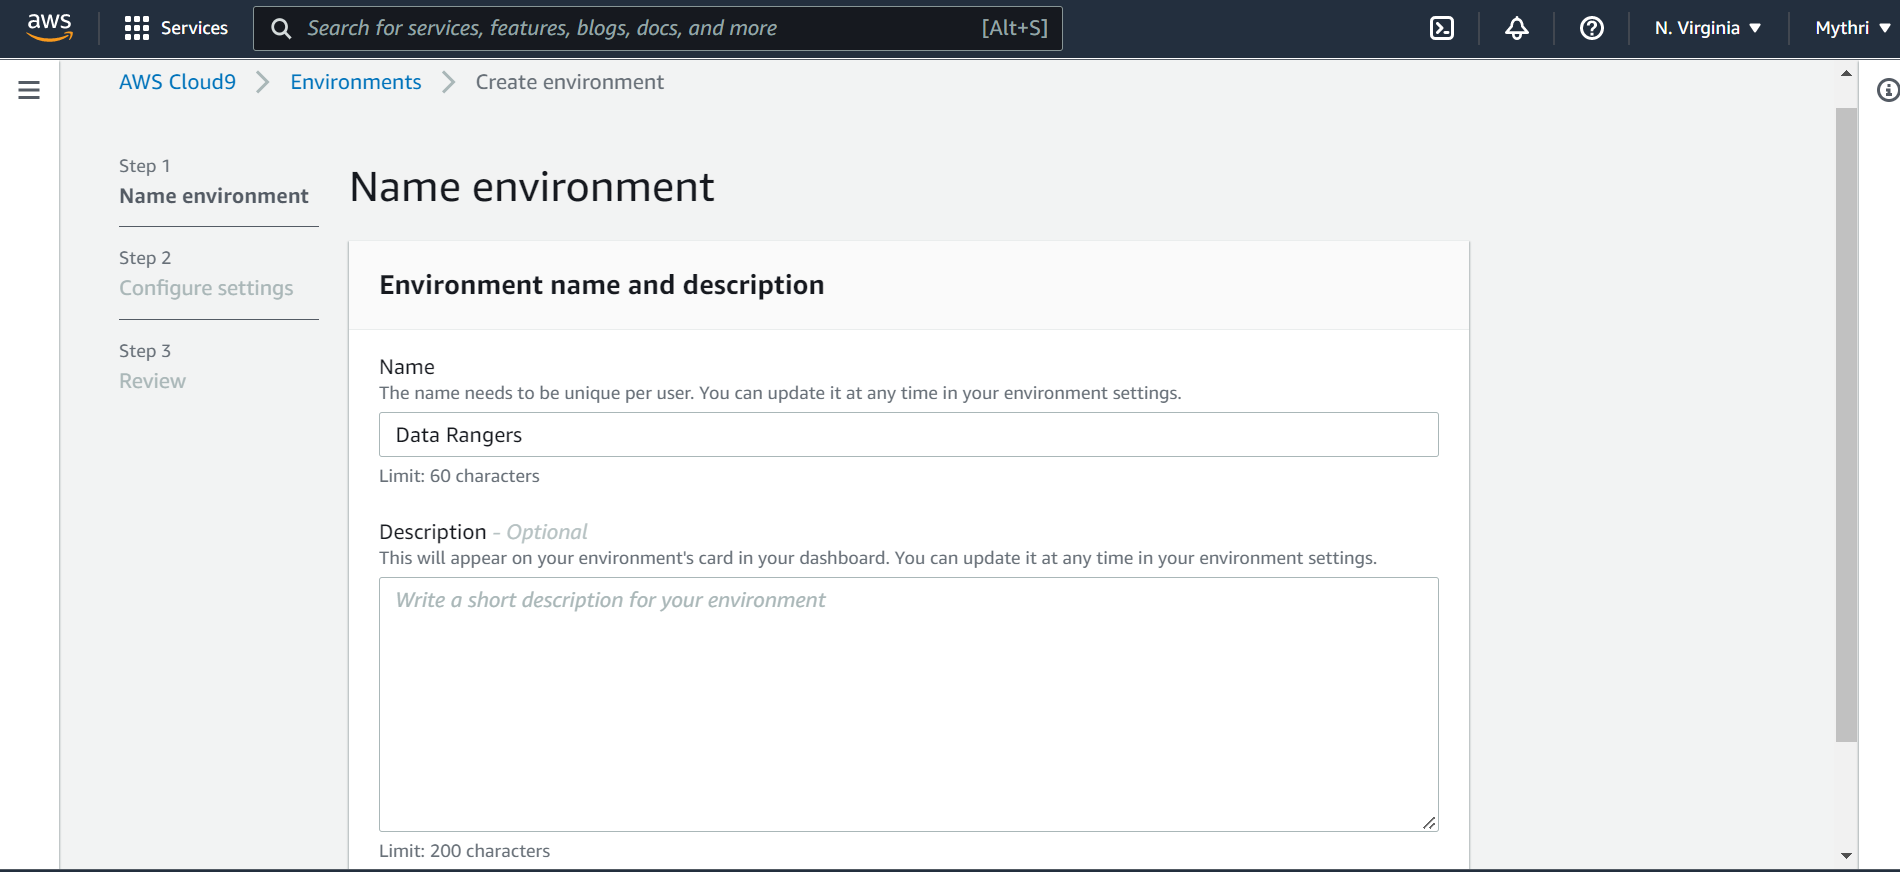 aws
Services
Search for services, features, blogs, docs, and more
[Alt+S]
N. Virginia
Mythri
AWS Cloud9
Environments
Create environment
Step 1
Name environment
Step 2
Configure settings
Step 3
Review
Name environment
Environment name and description
Name
The name needs to be unique per user. You can update it at any time in your environment settings.
Data Rangers
Limit: 60 characters
Description - Optional
This will appear on your environment's card in your dashboard. You can update it at any time in your environment settings.
Write a short description for your environment
Limit: 200 characters